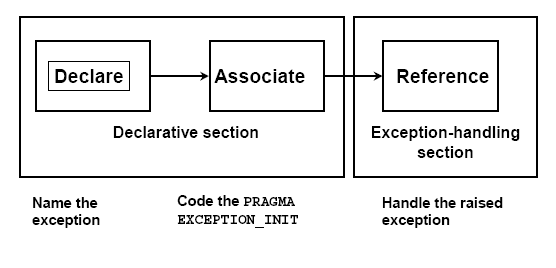 Declare
Associate
Reference
Declarative section
Exception-handling
section
Name the
exception
Code the PRAGMA
EXCEPTION_INIT
Handle the raised
exception